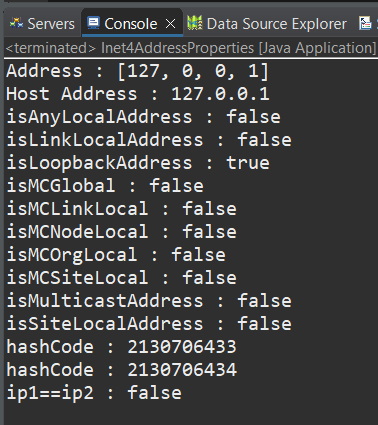 Servers Console Data Source Explorer S
<terminated> Inet4AddressProperties [Java Application]
Address : [127, 0, 0, 1]
Host Address : 127.0.0.1
isAnyLocalAddress : false
isLinkLocalAddress : false
isLoopbackAddress : true
isMCGlobal : false
isMCLinkLocal : false
isMCNodeLocal : false
isMCOrgLocal : false
isMCSiteLocal : false
isMulticastAddress : false
isSiteLocalAddress : false
hashCode : 2130706433
hashCode : 2130706434
ip1==ip2 : false